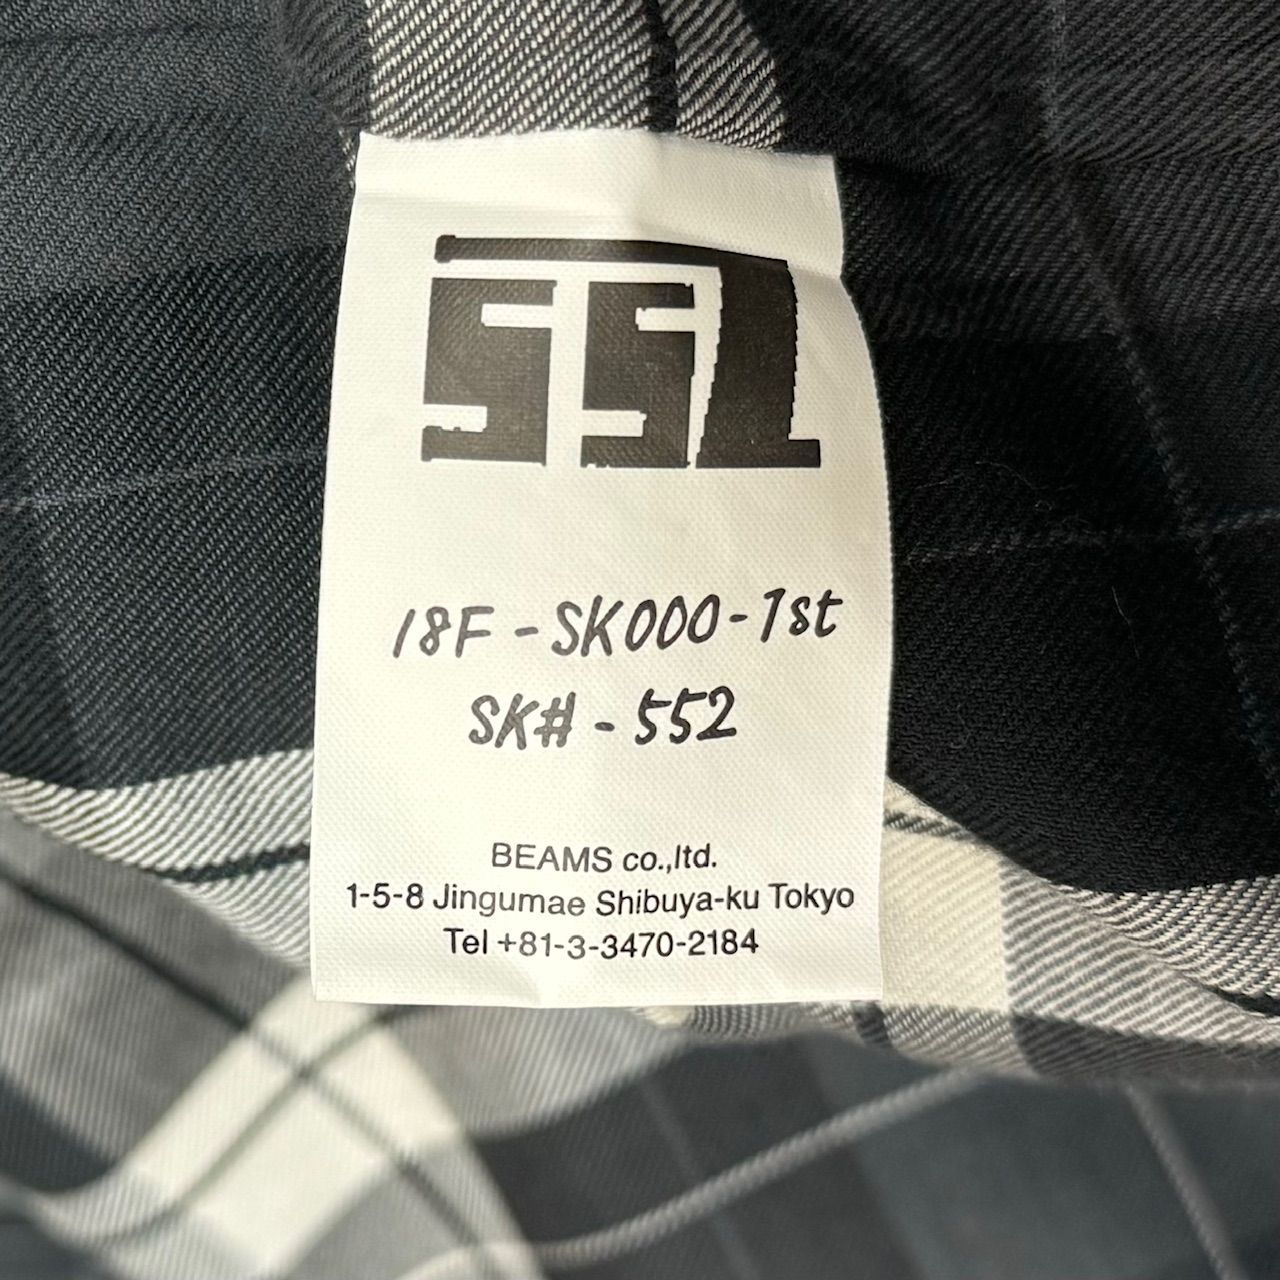 SSZ
18F-SK000-1st
SK#-552
BEAMS co.,ltd.
1-5-8 Jingumae Shibuya-ku Tokyo
Tel +81-3-3470-2184